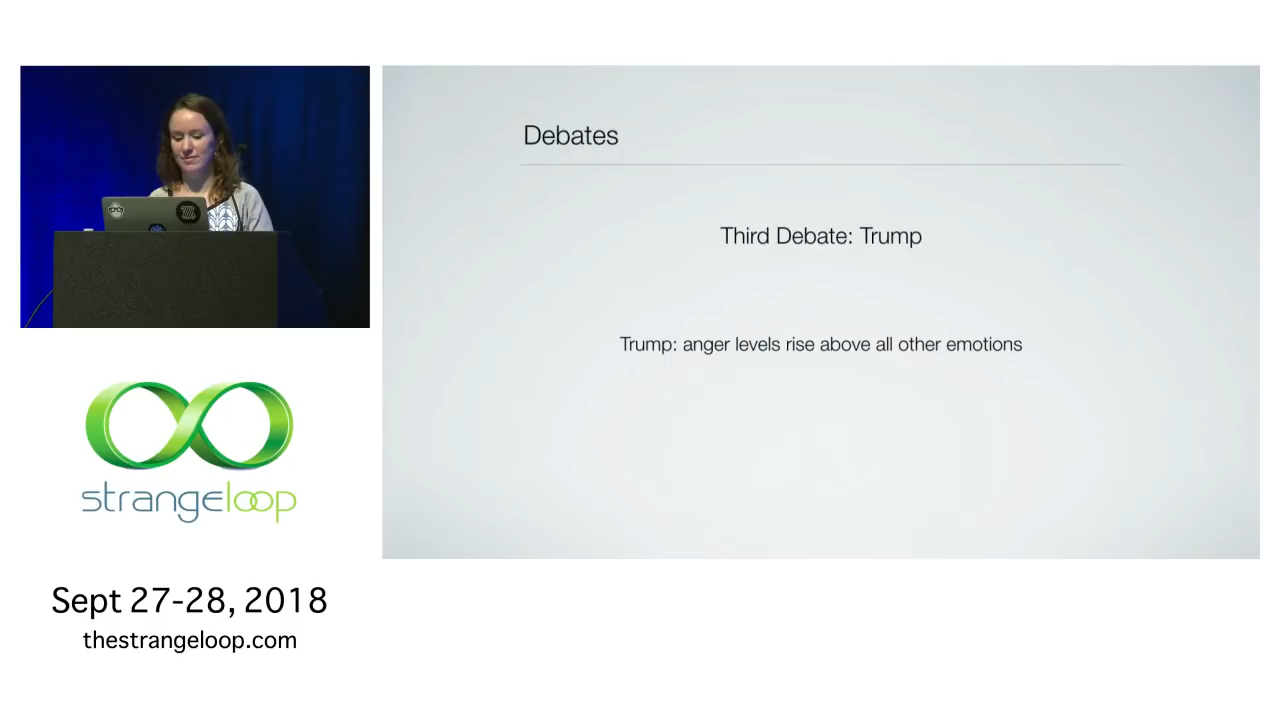 Debates
Third Debate: Trump
Trump: anger levels rise above all other emotions
strangeloop
Sept 27-28, 2018
thestrangeloop.com